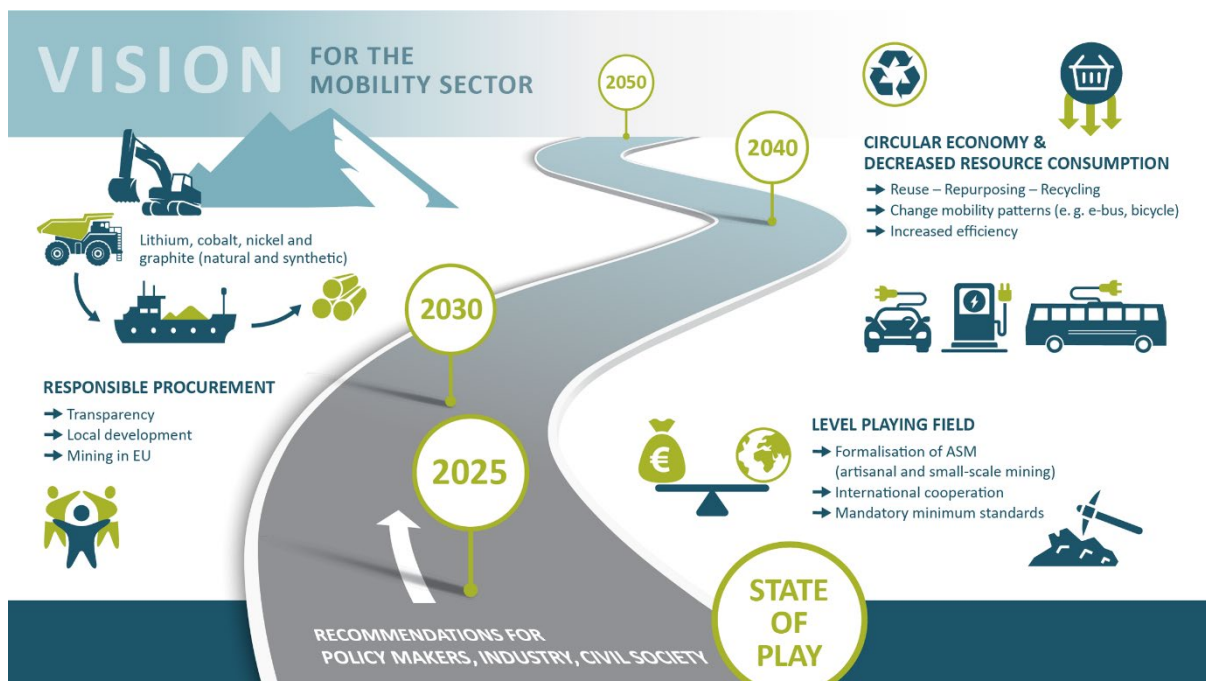 VISION FOR THE
MOBILITY SECTOR
2050
2040
2030
2025
Lithium, cobalt, nickel and
graphite (natural and synthetic)
RESPONSIBLE PROCUREMENT
Transparency
Local development
Mining in EU
CIRCULAR ECONOMY &
DECREASED RESOURCE CONSUMPTION
Reuse – Repurposing – Recycling
Change mobility patterns (e. g. e-bus, bicycle)
Increased efficiency
€
LEVEL PLAYING FIELD
Formalisation of ASM
(artisanal and small-scale mining)
International cooperation
Mandatory minimum standards
RECOMMENDATIONS FOR
POLICY MAKERS, INDUSTRY, CIVIL SOCIETY
STATE
OF
PLAY